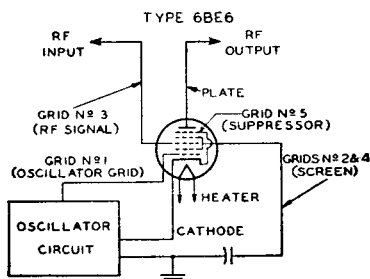 TYPE 6BE6
RF
INPUT
RF
OUTPUT
PLATE
GRID Nº 3
(RF SIGNAL)
GRID Nº 5
(SUPPRESSOR)
GRID Nº 1
(OSCILLATOR GRID)
GRIDS Nº 2 & 4
(SCREEN)
HEATER
OSCILLATOR
CIRCUIT
CATHODE